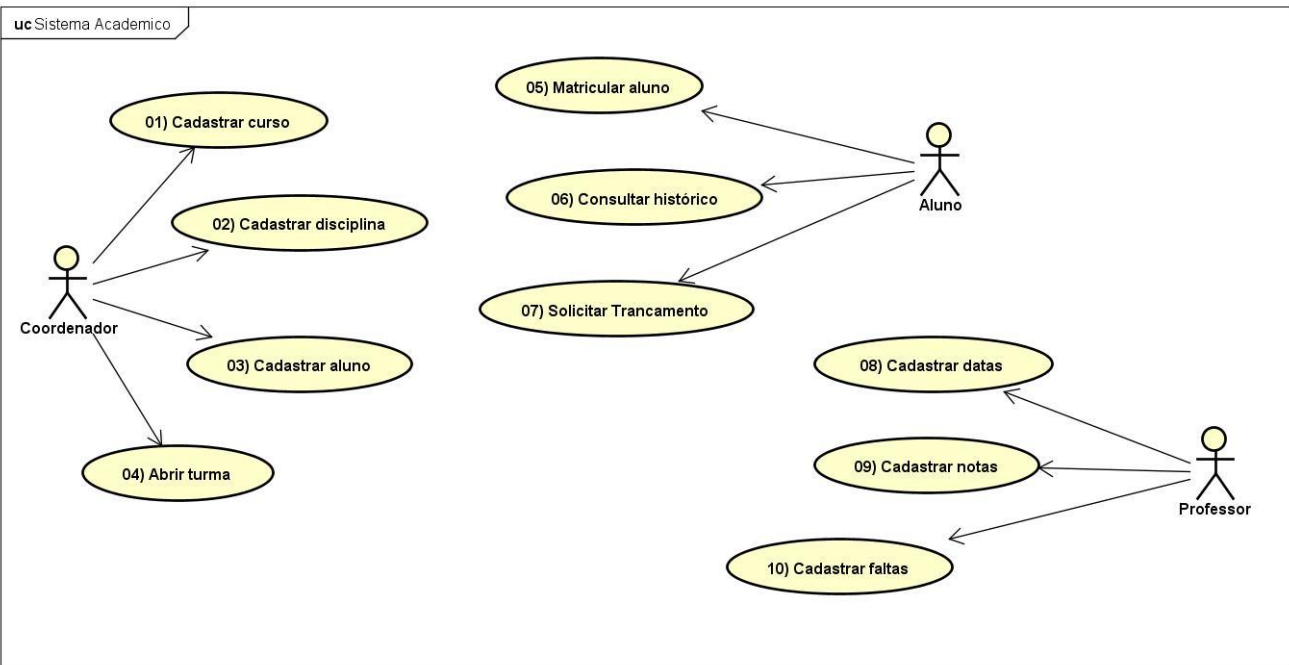 uc Sistema Academico
01) Cadastrar curso
02) Cadastrar disciplina
Coordenador
03) Cadastrar aluno
04) Abrir turma
05) Matricular aluno
06) Consultar histórico
Aluno
07) Solicitar Trancamento
08) Cadastrar datas
09) Cadastrar notas
Professor
10) Cadastrar faltas